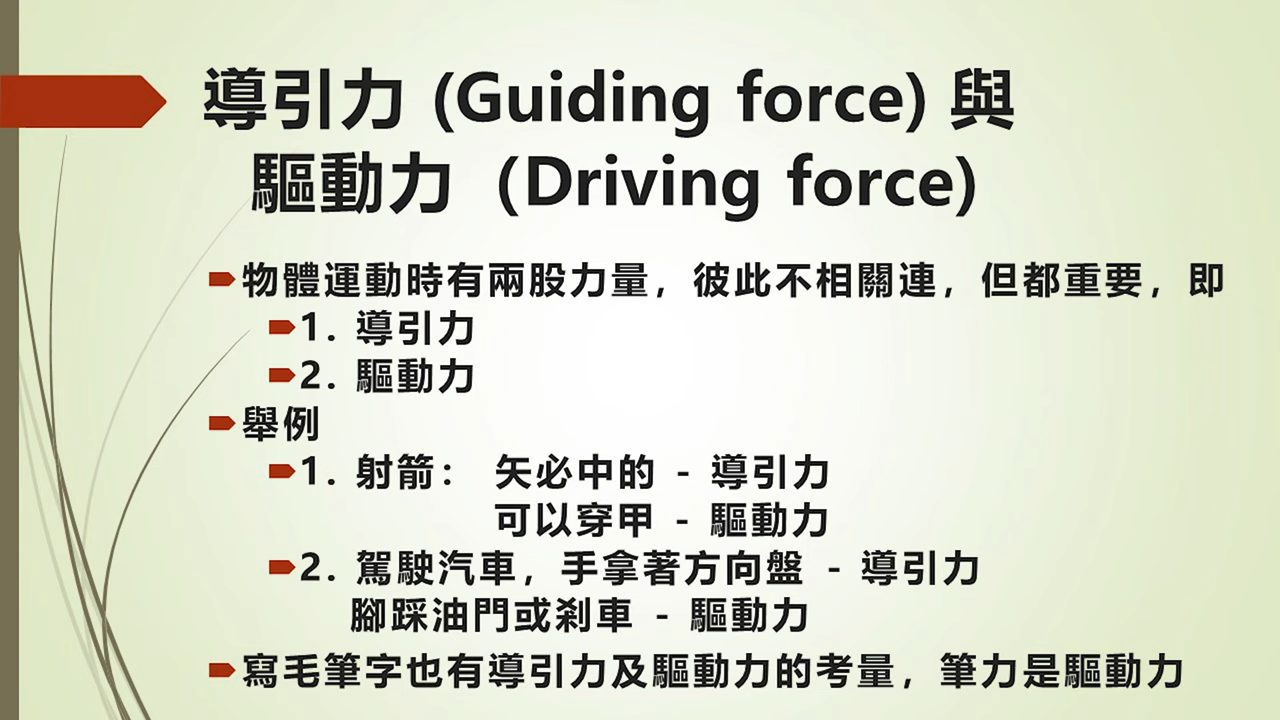 導引力 (Guiding force) 與
驅動力 (Driving force)
物體運動時有兩股力量，彼此不相關連，但都重要，即
1. 導引力
2. 驅動力
舉例
1. 射箭： 矢必中的 - 導引力
可以穿甲 - 驅動力
2. 駕駛汽車，手拿著方向盤 - 導引力
腳踩油門或剎車 - 驅動力
寫毛筆字也有導引力及驅動力的考量，筆力是驅動力